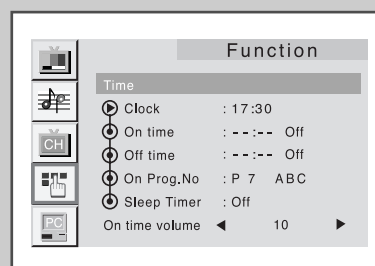 Function
Time
Clock : 17:30
On time : --:-- Off
Off time : --:-- Off
CH
On Prog.No : P 7 ABC
Sleep Timer : Off
PC
On time volume 10